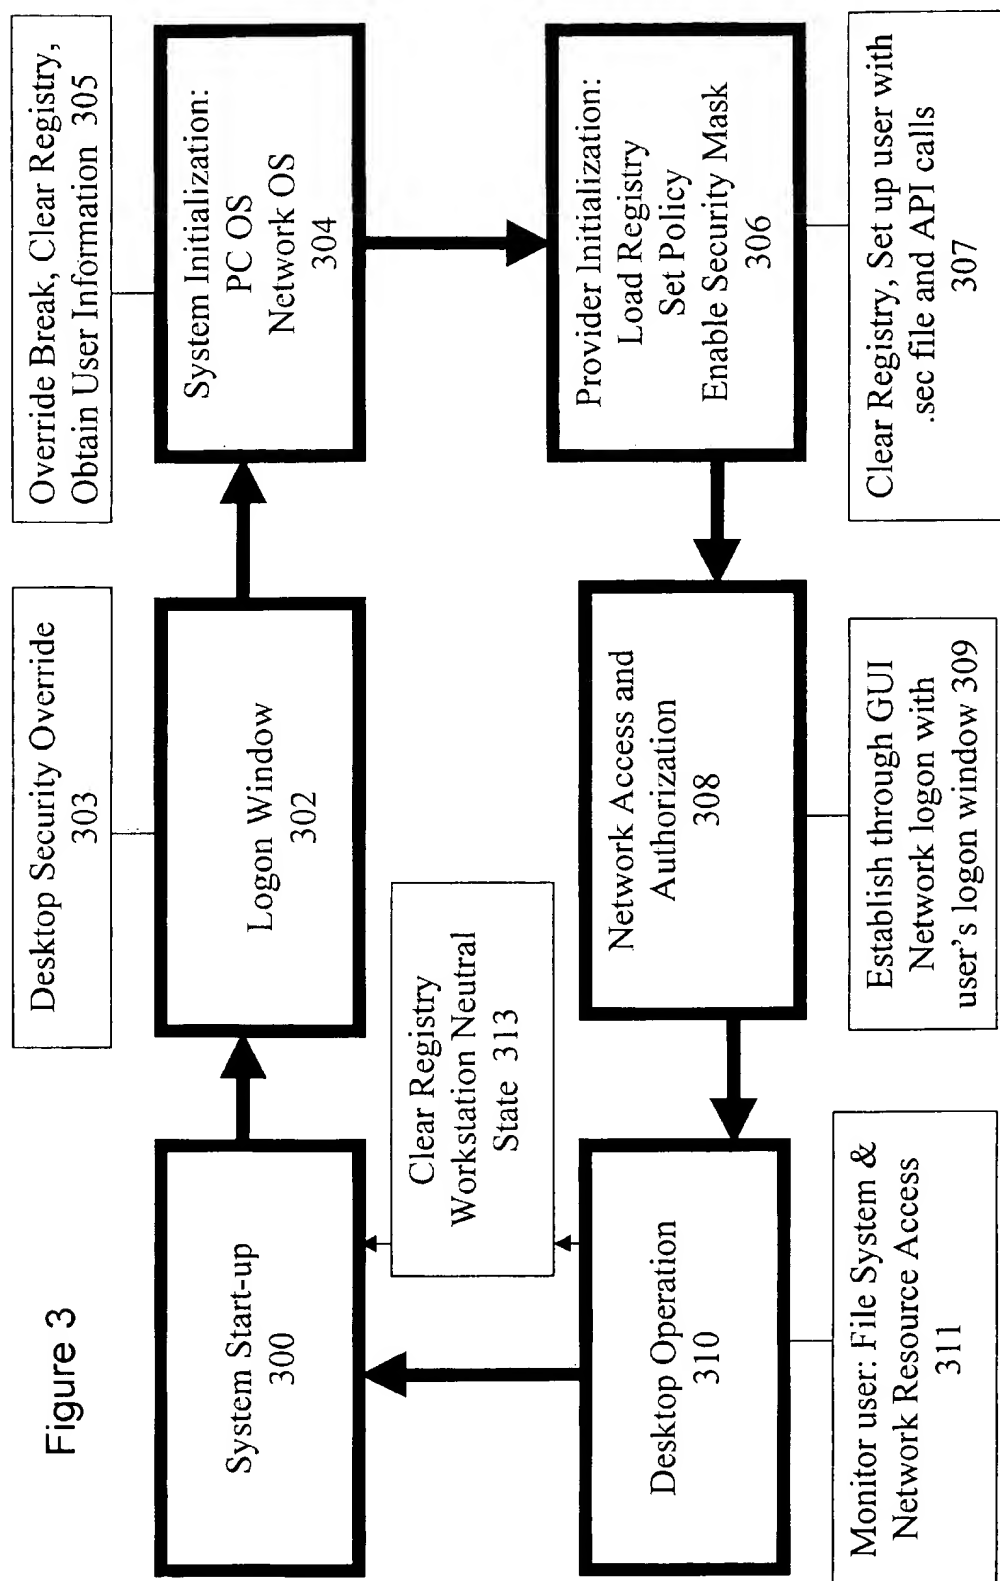 Figure 3
Desktop Security Override
303
Override Break, Clear Registry,
Obtain User Information 305
System Start-up
300
Logon Window
302
System Initialization:
PC OS
Network OS
304
Clear Registry
Workstation Neutral
State 313
Desktop Operation
310
Network Access and
Authorization
308
Provider Initialization:
Load Registry
Set Policy
Enable Security Mask
306
Monitor user: File System &
Network Resource Access
311
Establish through GUI
Network logon with
user's logon window 309
Clear Registry, Set up user with
.sec file and API calls
307